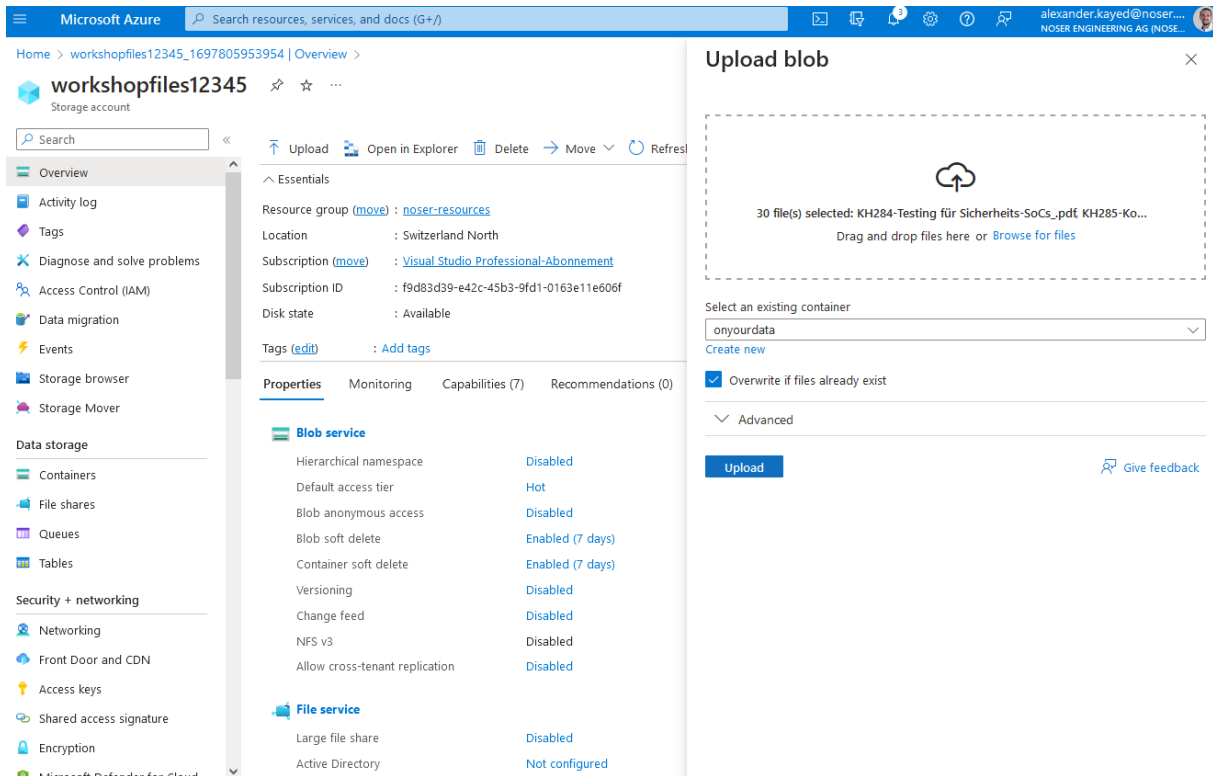 Microsoft Azure
Search resources, services, and docs (G+/)
3
alexander.kayed@noser....
NOSER ENGINEERING AG (NOSE...
Home > workshopfiles12345_1697805953954 | Overview >
workshopfiles12345
Storage account
Search
Overview
Activity log
Tags
Diagnose and solve problems
Access Control (IAM)
Data migration
Events
Storage browser
Storage Mover
Data storage
Containers
File shares
Queues
Tables
Security + networking
Networking
Front Door and CDN
Access keys
Shared access signature
Encryption
Microsoft Defender for Cloud
Upload Open in Explorer Delete Move Refresh
Essentials
Resource group (move) : noser-resources
Location : Switzerland North
Subscription (move) : Visual Studio Professional-Abonnement
Subscription ID : f9d83d39-e42c-45b3-9fd1-0163e11e606f
Disk state : Available
Tags (edit) : Add tags
Properties Monitoring Capabilities (7) Recommendations (0)
Blob service
Hierarchical namespace Disabled
Default access tier Hot
Blob anonymous access Disabled
Blob soft delete Enabled (7 days)
Container soft delete Enabled (7 days)
Versioning Disabled
Change feed Disabled
NFS v3 Disabled
Allow cross-tenant replication Disabled
File service
Large file share Disabled
Active Directory Not configured
Upload blob
30 file(s) selected: KH284-Testing für Sicherheits-SoCs_.pdf, KH285-Ko...
Drag and drop files here or Browse for files
Select an existing container
onyourdata
Create new
Overwrite if files already exist
Advanced
Upload
Give feedback